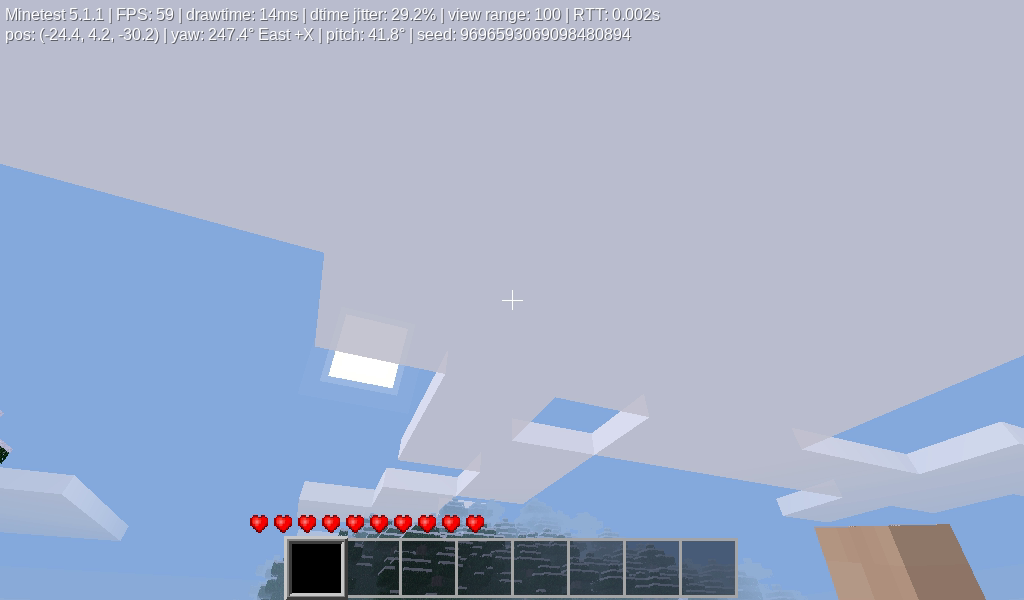 Minetest 5.1.1 | FPS: 59 | drawtime: 14ms | dtime jitter: 29.2% | view range: 100 | RTT: 0.002s
pos: (-24.4, 4.2, -30.2) | yaw: 247.4° East +X | pitch: 41.8° | seed: 9696593069098480894